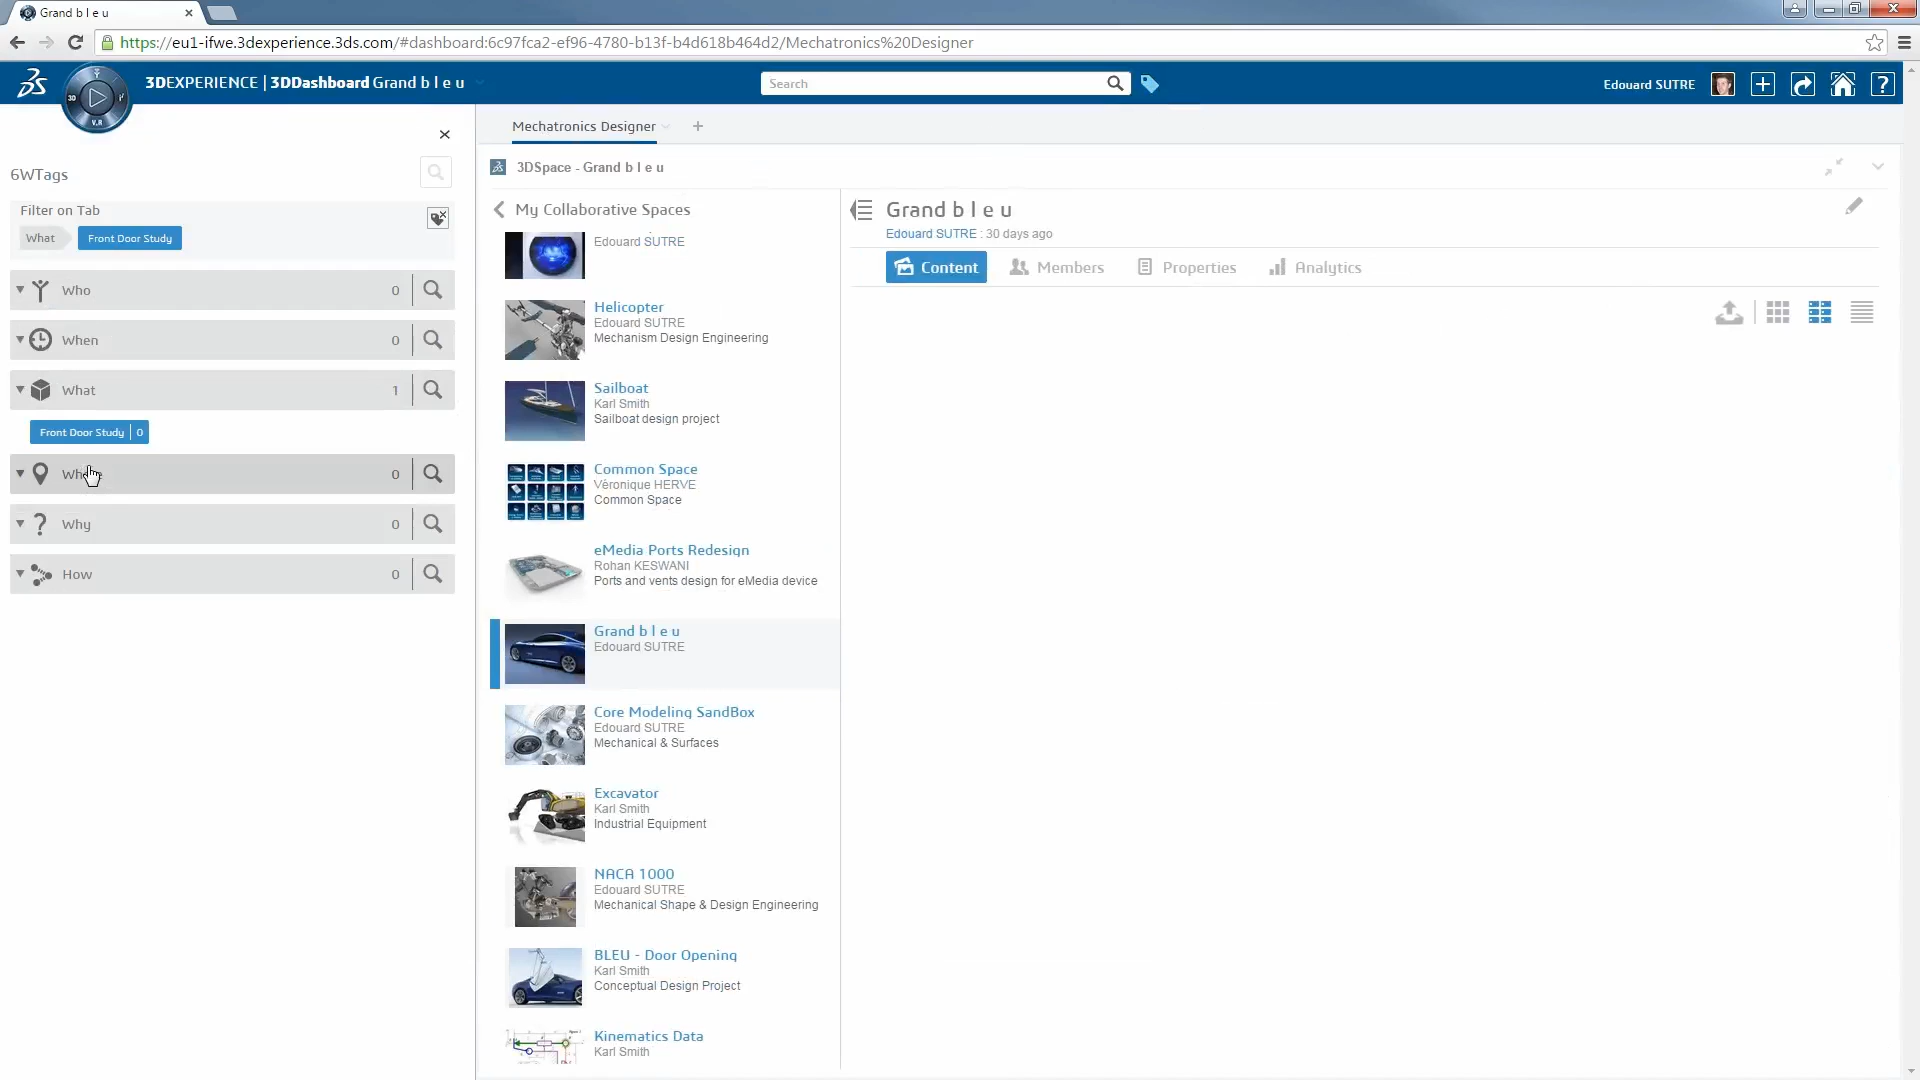 Grand b l e u
https://eu1-ifwe.3dexperience.3ds.com/#dashboard:6c97fca2-ef96-4780-b13f-b4d618b464d2/Mechatronics%20Designer
3DEXPERIENCE | 3DDashboard Grand b l e u
Search
Edouard SUTRE
3D
V.R
Mechatronics Designer
6WTags
Filter on Tab
What
Front Door Study
Who 0
When 0
What 1
Front Door Study 0
0
Why 0
How 0
3DSpace - Grand b l e u
My Collaborative Spaces
Edouard SUTRE
Helicopter
Edouard SUTRE
Mechanism Design Engineering
Sailboat
Karl Smith
Sailboat design project
Common Space
Véronique HERVE
Common Space
eMedia Ports Redesign
Rohan KESWANI
Ports and vents design for eMedia device
Grand b l e u
Edouard SUTRE
Core Modeling SandBox
Edouard SUTRE
Mechanical & Surfaces
Excavator
Karl Smith
Industrial Equipment
NACA 1000
Edouard SUTRE
Mechanical Shape & Design Engineering
BLEU - Door Opening
Karl Smith
Conceptual Design Project
Kinematics Data
Karl Smith
Grand b l e u
Edouard SUTRE : 30 days ago
Content
Members
Properties
Analytics